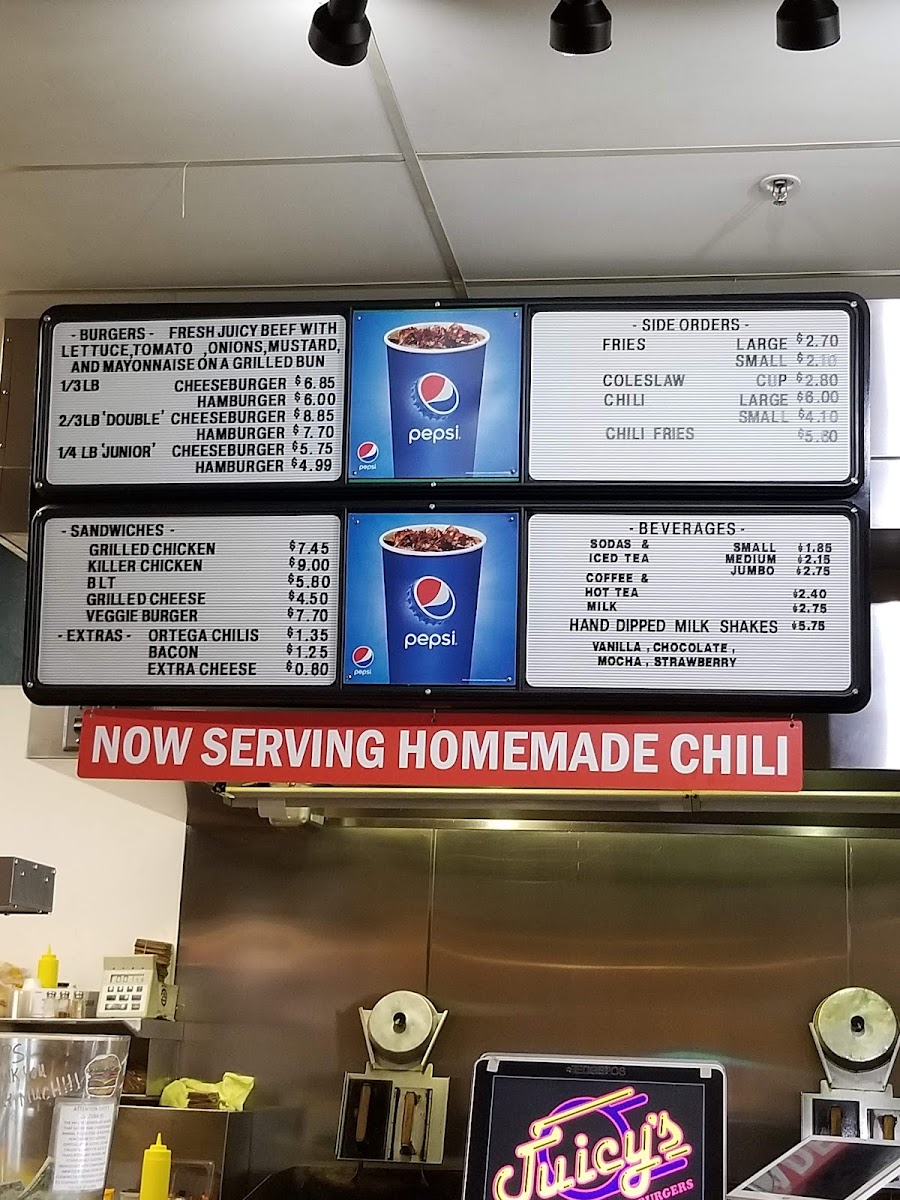 - BURGERS - FRESH JUICY BEEF WITH
LETTUCE,TOMATO ,ONIONS,MUSTARD,
AND MAYONNAISE ON A GRILLED BUN
1/3 LB CHEESEBURGER $6.85
HAMBURGER $6.00
2/3LB 'DOUBLE' CHEESEBURGER $8.85
HAMBURGER $7.70
1/4 LB 'JUNIOR' CHEESEBURGER $5.75
HAMBURGER $4.99
pepsi.
pepsi
- SIDE ORDERS -
FRIES LARGE $2.70
SMALL $2.10
COLESLAW CUP $2.80
CHILI LARGE $6.00
SMALL $4.10
CHILI FRIES $5.60
- SANDWICHES -
GRILLED CHICKEN $7.45
KILLER CHICKEN $9.00
BLT $5.80
GRILLED CHEESE $4.50
VEGGIE BURGER $7.70
- EXTRAS - ORTEGA CHILIS $1.35
BACON $1.25
EXTRA CHEESE $0.80
pepsi.
pepsi
- BEVERAGES -
SODAS & SMALL $1.85
ICED TEA MEDIUM $2.15
JUMBO $2.75
COFFEE &
HOT TEA $2.40
MILK $2.75
HAND DIPPED MILK SHAKES $5.75
VANILLA , CHOCOLATE ,
MOCHA , STRAWBERRY
NOW SERVING HOMEMADE CHILI
Juicy's
BURGERS